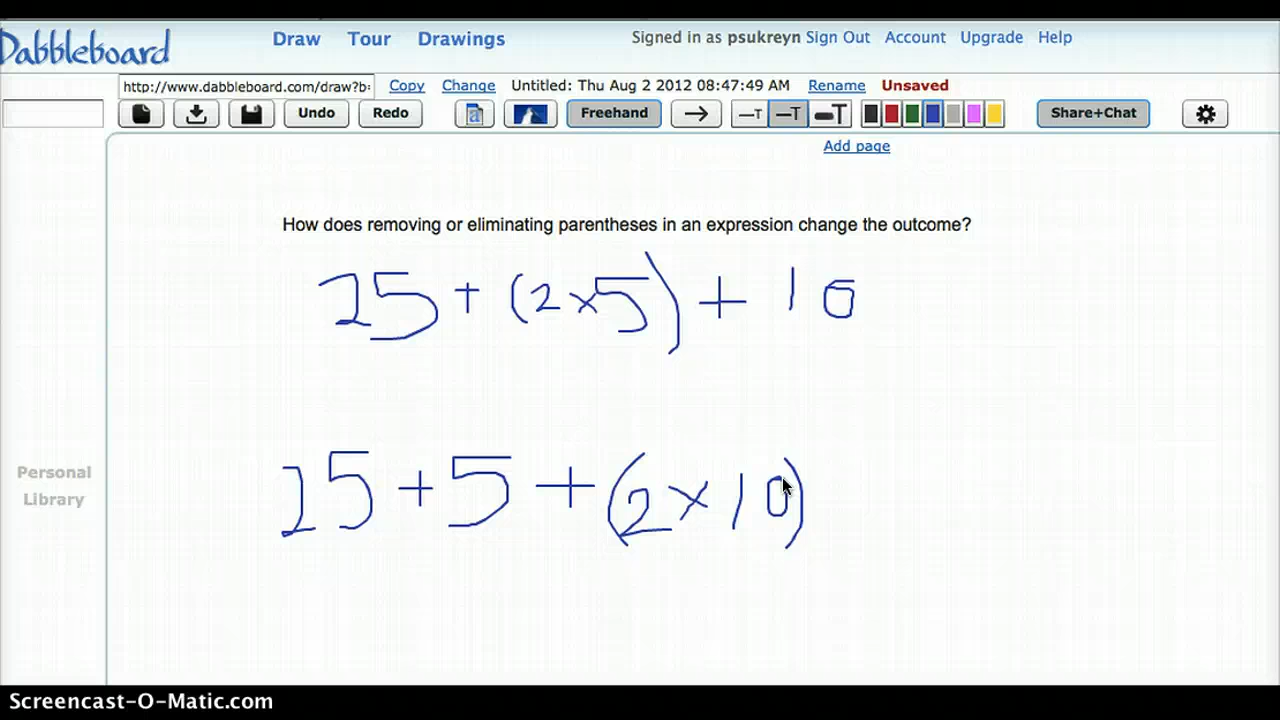 Dabbleboard Draw Tour Drawings Signed in as psukreyn Sign Out Account Upgrade Help
http://www.dabbleboard.com/draw?b= Copy Change Untitled: Thu Aug 2 2012 08:47:49 AM Rename Unsaved
Undo Redo a Freehand → —T —T —T Share+Chat
Add page
How does removing or eliminating parentheses in an expression change the outcome?
25 + (2 × 5) + 10
25 + 5 + (2 × 10)
Personal
Library
Screencast-O-Matic.com